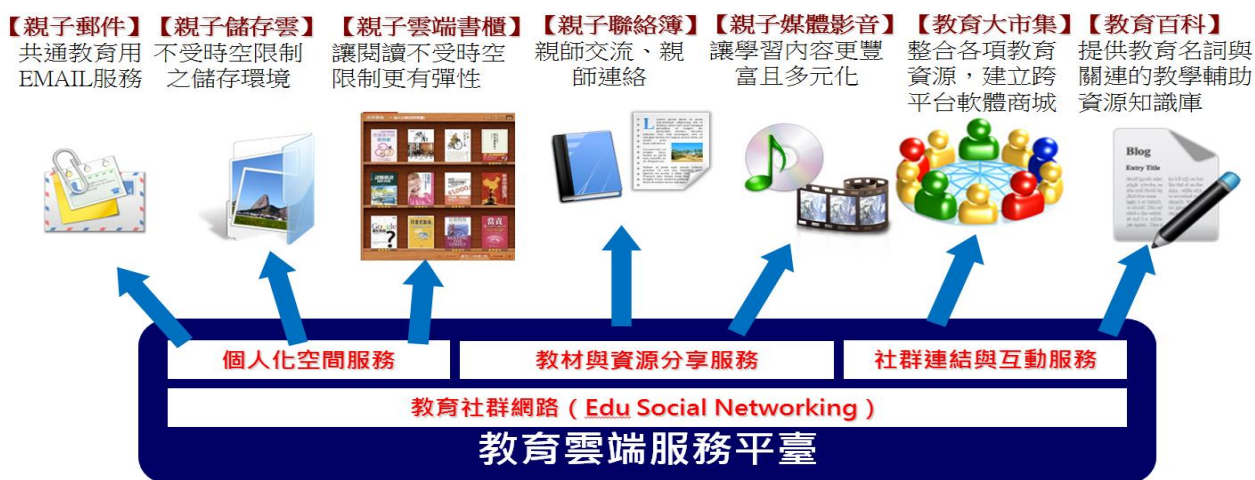 【親子郵件】
共通教育用
EMAIL服務
【親子儲存雲】
不受時空限制
之儲存環境
【親子雲端書櫃】
讓閱讀不受時空
限制更有彈性
【親子聯絡簿】
親師交流、親
師連絡
【親子媒體影音】
讓學習內容更豐
富且多元化
【教育大市集】
整合各項教育
資源，建立跨
平台軟體商城
【教育百科】
提供教育名詞與
關連的教學輔助
資源知識庫
Google
Blog
Entry Title
個人化空間服務
教材與資源分享服務
社群連結與互動服務
教育社群網路（Edu Social Networking）
教育雲端服務平臺